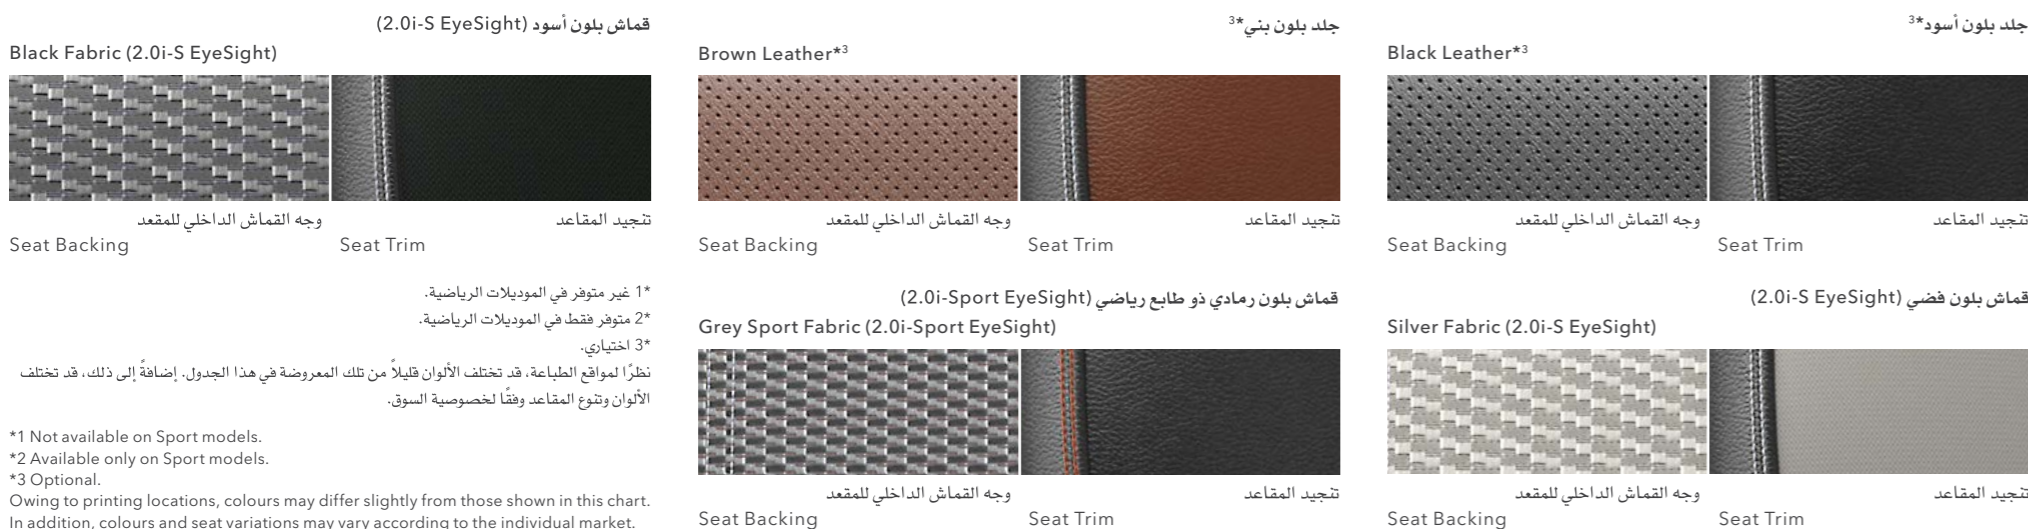 قماش بلون أسود (2.0i-S EyeSight)
Black Fabric (2.0i-S EyeSight)
وجه القماش الداخلي للمقعد
Seat Backing
تنجيد المقاعد
Seat Trim
*1 غير متوفر في الموديلات الرياضية.
*2 متوفر فقط في الموديلات الرياضية.
*3 اختياري.
نظرًا لمواقع الطباعة، قد تختلف الألوان قليلاً من تلك المعروضة في هذا الجدول. إضافةً إلى ذلك، قد تختلف
الألوان وتنوع المقاعد وفقًا لخصوصية السوق.
*1 Not available on Sport models.
*2 Available only on Sport models.
*3 Optional.
Owing to printing locations, colours may differ slightly from those shown in this chart.
In addition, colours and seat variations may vary according to the individual market.
جلد بلون بني*3
Brown Leather*3
وجه القماش الداخلي للمقعد
Seat Backing
تنجيد المقاعد
Seat Trim
قماش بلون رمادي ذو طابع رياضي (2.0i-Sport EyeSight)
Grey Sport Fabric (2.0i-Sport EyeSight)
وجه القماش الداخلي للمقعد
Seat Backing
تنجيد المقاعد
Seat Trim
جلد بلون أسود*3
Black Leather*3
وجه القماش الداخلي للمقعد
Seat Backing
تنجيد المقاعد
Seat Trim
قماش بلون فضي (2.0i-S EyeSight)
Silver Fabric (2.0i-S EyeSight)
وجه القماش الداخلي للمقعد
Seat Backing
تنجيد المقاعد
Seat Trim